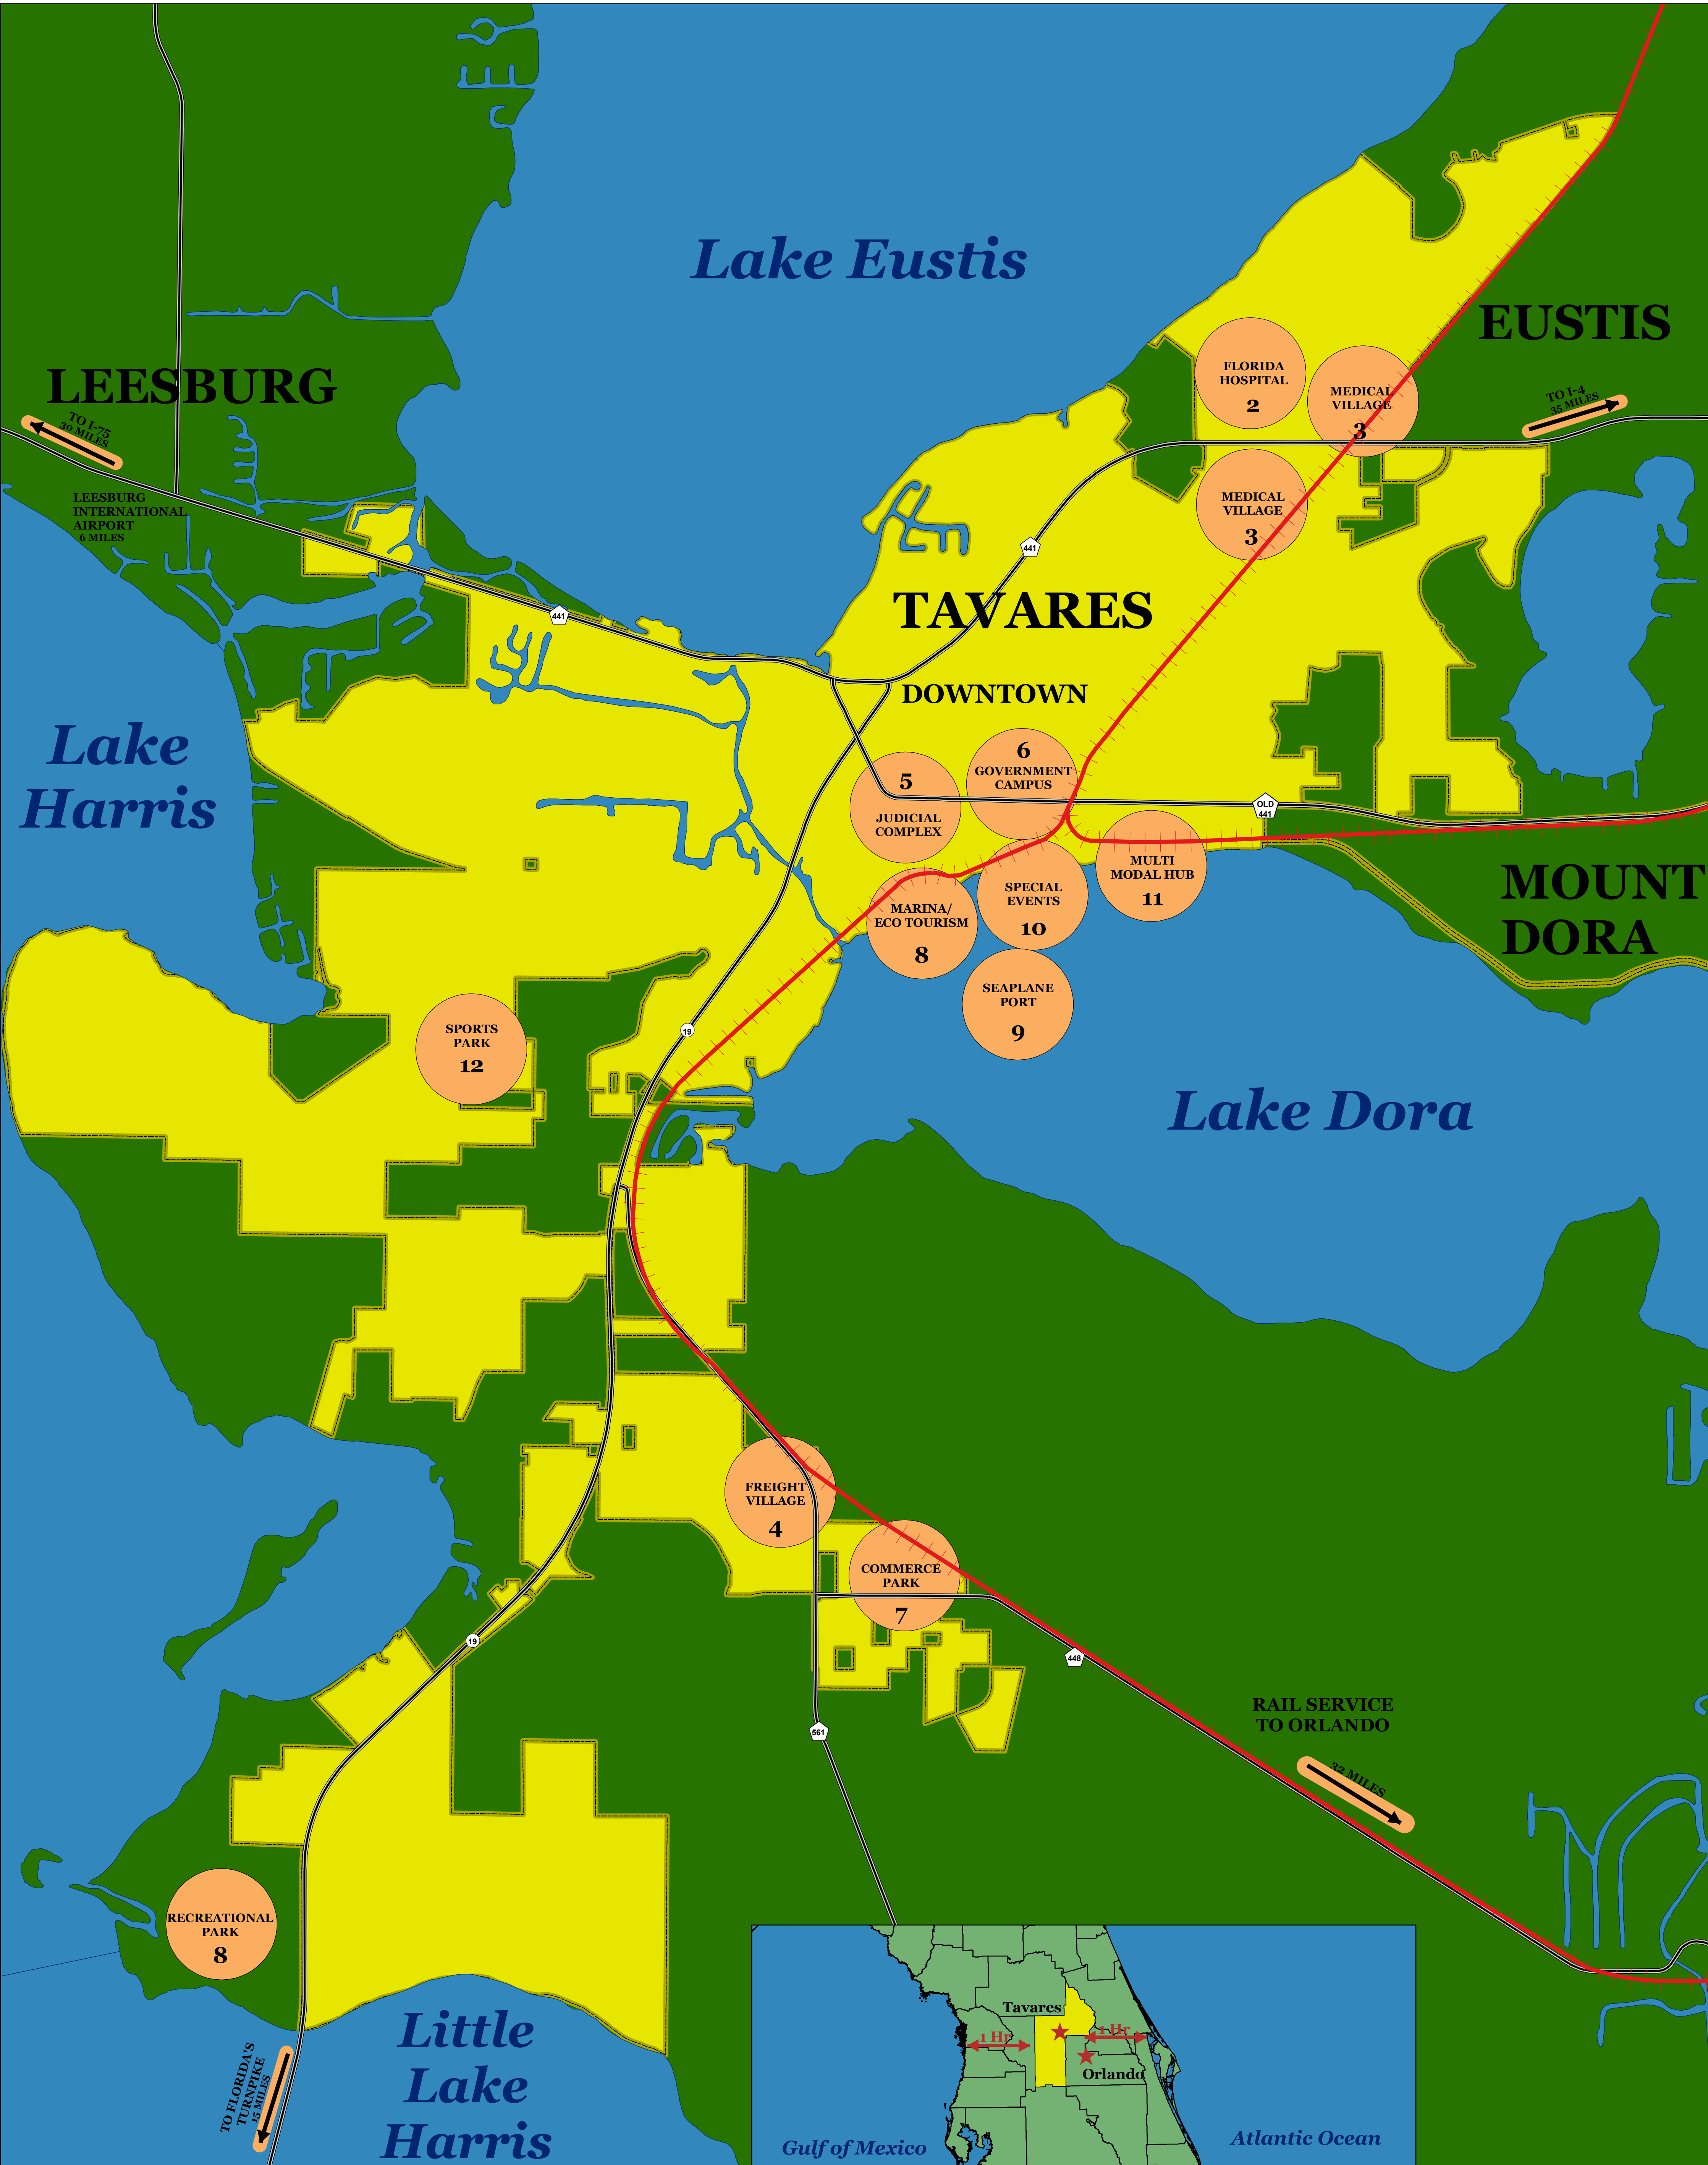 Lake Eustis
EUSTIS
LEESBURG
TO I-75
30 MILES
LEESBURG
INTERNATIONAL
AIRPORT
6 MILES
FLORIDA
HOSPITAL
2
MEDICAL
VILLAGE
3
TO I-4
35 MILES
MEDICAL
VILLAGE
3
441
441
TAVARES
DOWNTOWN
Lake
Harris
6
GOVERNMENT
CAMPUS
5
JUDICIAL
COMPLEX
OLD
441
MULTI
MODAL HUB
11
MOUNT
DORA
SPECIAL
EVENTS
10
MARINA/
ECO TOURISM
8
SEAPLANE
PORT
9
SPORTS
PARK
12
19
Lake Dora
FREIGHT
VILLAGE
4
COMMERCE
PARK
7
19
448
561
RAIL SERVICE
TO ORLANDO
32 MILES
RECREATIONAL
PARK
8
TO FLORIDA'S
TURNPIKE
15 MILES
Little
Lake
Harris
Tavares
1 Hr
1 Hr
Orlando
Gulf of Mexico
Atlantic Ocean